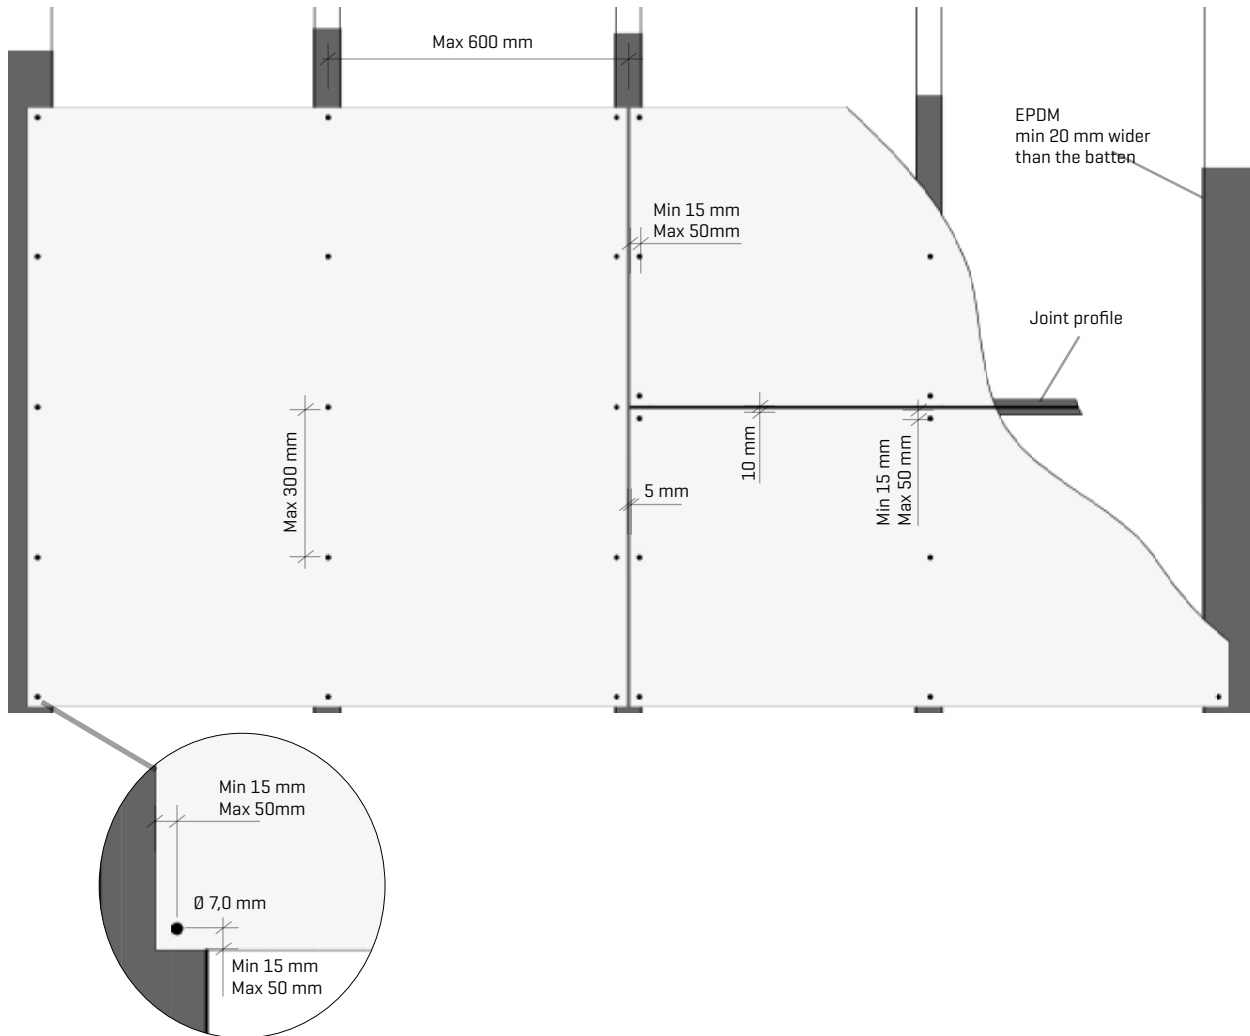 Max 600 mm
EPDM
min 20 mm wider
than the batten
Min 15 mm
Max 50mm
Joint profile
Max 300 mm
10 mm
Min 15 mm
Max 50 mm
5 mm
Min 15 mm
Max 50mm
Ø 7,0 mm
Min 15 mm
Max 50 mm